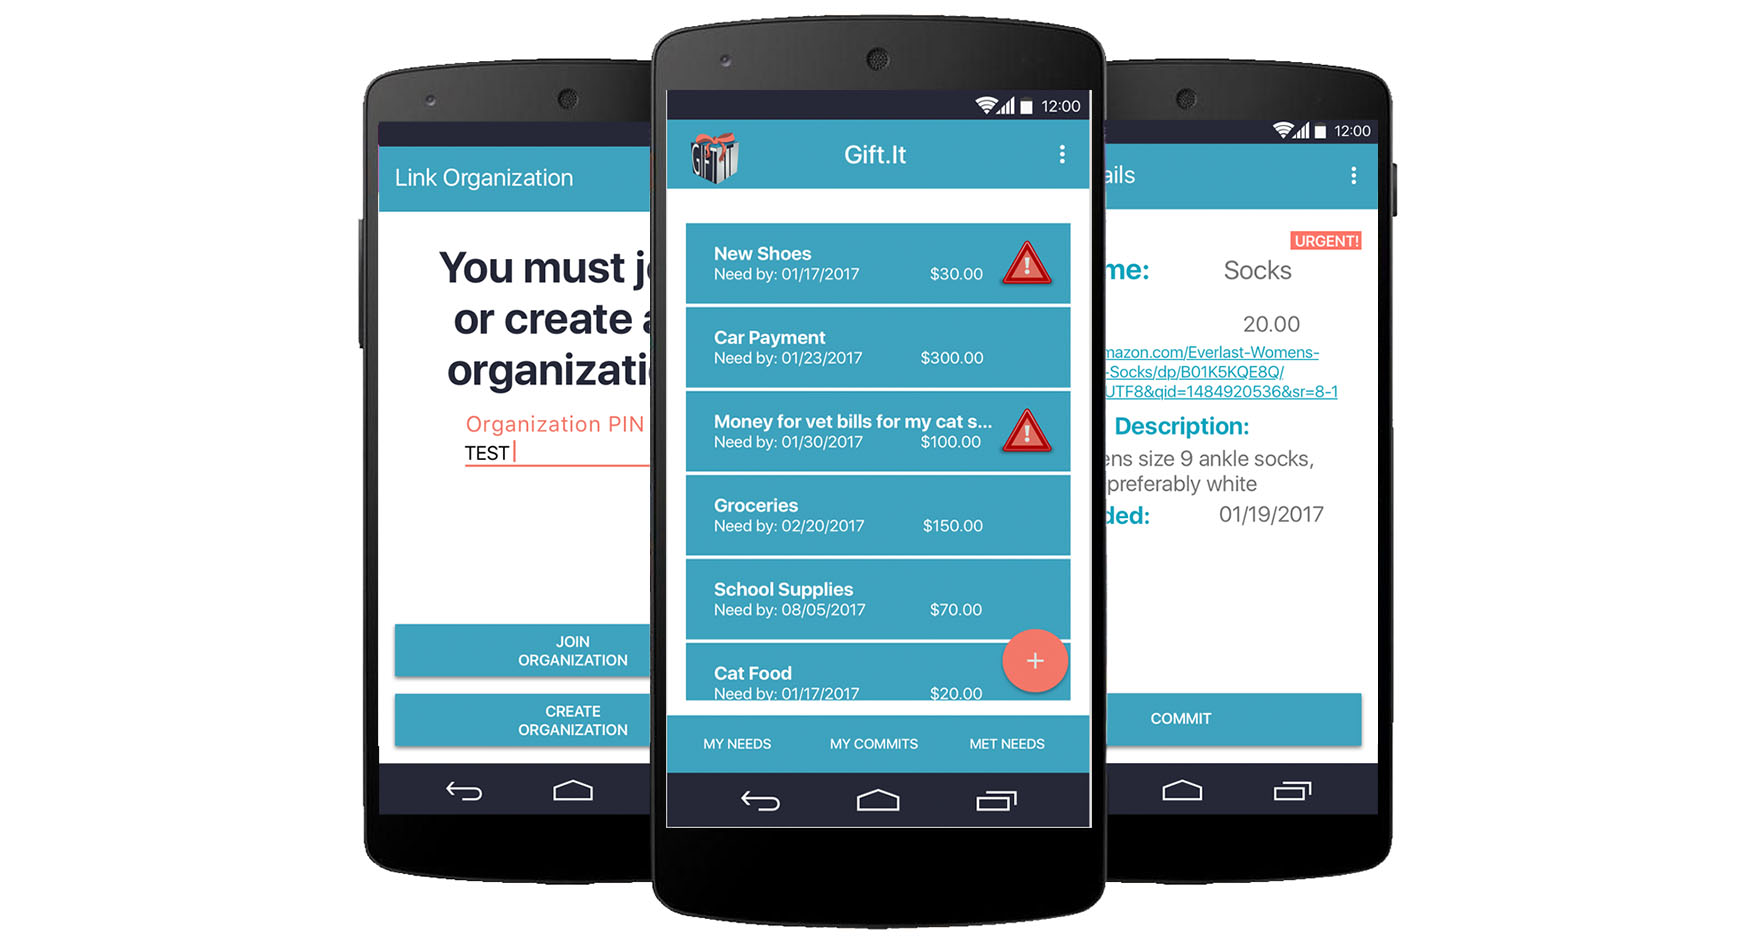 Link Organization
You must j
or create a
organizati
Organization PIN
TEST
JOIN
ORGANIZATION
CREATE
ORGANIZATION
12:00
GIFT IT
Gift.It
New Shoes
Need by: 01/17/2017 $30.00
Car Payment
Need by: 01/23/2017 $300.00
Money for vet bills for my cat s...
Need by: 01/30/2017 $100.00
Groceries
Need by: 02/20/2017 $150.00
School Supplies
Need by: 08/05/2017 $70.00
Cat Food
Need by: 01/17/2017 $20.00
MY NEEDS MY COMMITS MET NEEDS
12:00
ails
URGENT!
me: Socks
20.00
mazon.com/Everlast-Womens-
-Socks/dp/B01K5KQE8Q/
UTF8&qid=1484920536&sr=8-1
Description:
ens size 9 ankle socks,
preferably white
ded: 01/19/2017
COMMIT